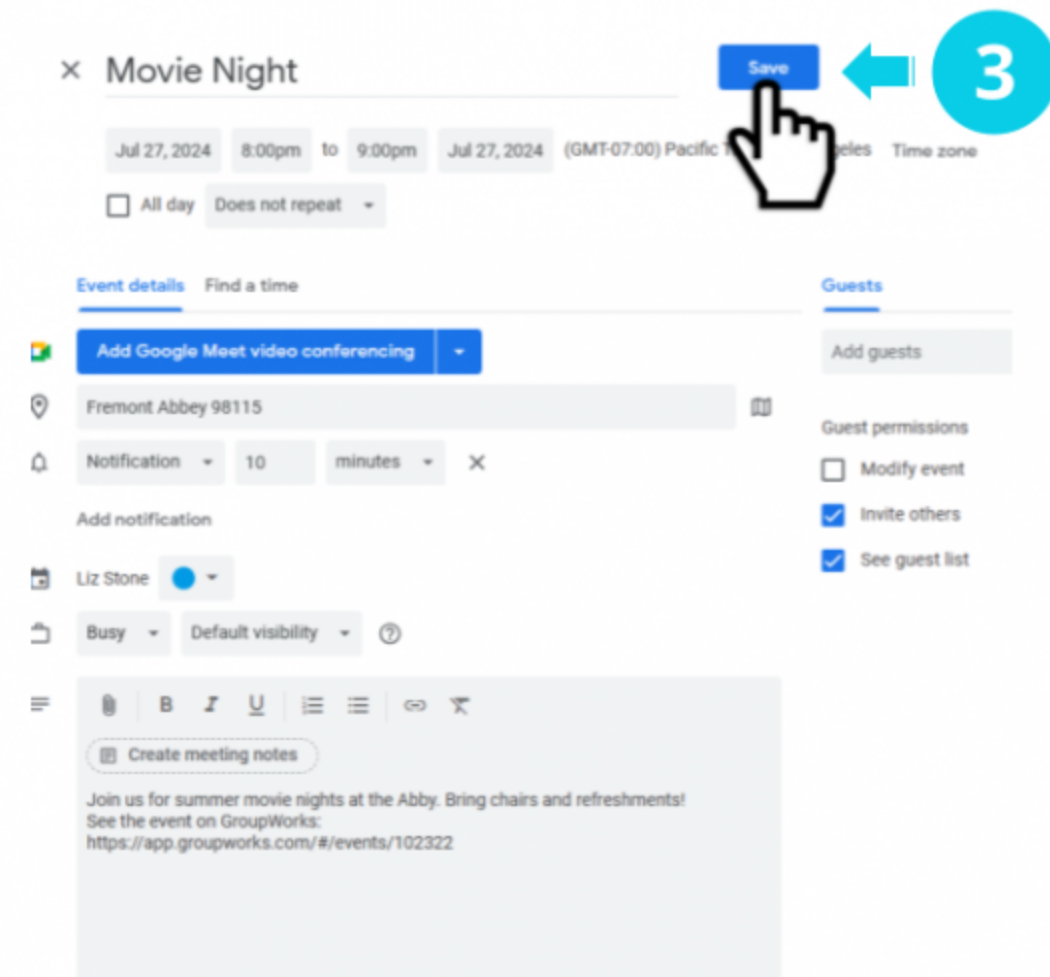 Movie Night
Save
3
Jul 27, 2024 8:00pm to 9:00pm Jul 27, 2024 (GMT-07:00) Pacific Time zone
All day Does not repeat
Event details Find a time
Guests
Add Google Meet video conferencing
Add guests
Fremont Abbey 98115
Guest permissions
Notification 10 minutes
Modify event
Add notification
Invite others
See guest list
Liz Stone
Busy Default visibility
B I U
Create meeting notes
Join us for summer movie nights at the Abby. Bring chairs and refreshments!
See the event on GroupWorks:
https://app.groupworks.com/#/events/102322